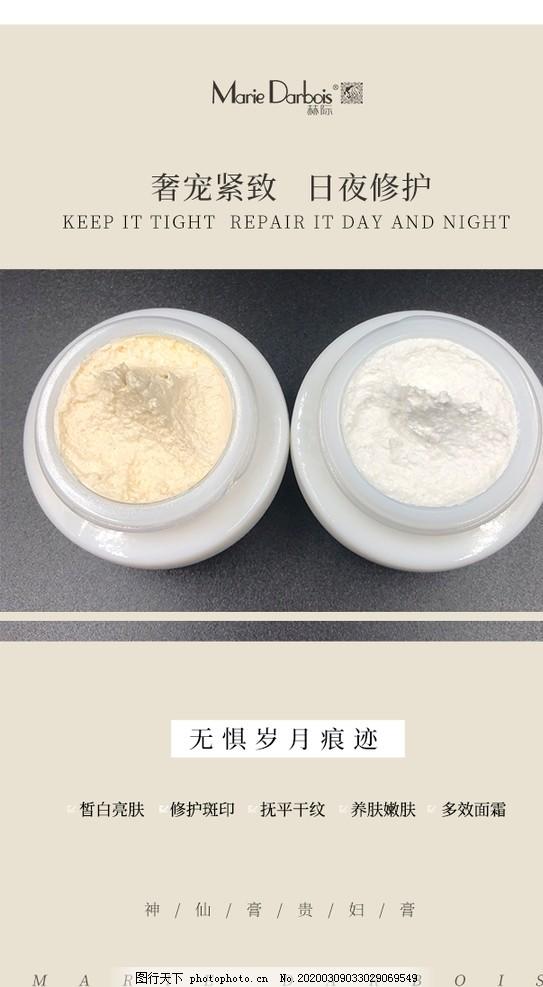 Marie Darbois®
赫际
奢宠紧致 日夜修护
KEEP IT TIGHT REPAIR IT DAY AND NIGHT
无惧岁月痕迹
皙白亮肤 修护斑印 抚平干纹 养肤嫩肤 多效面霜
神/仙/膏/贵/妇/膏
图行天下 photophoto.cn No.20200309033029069549